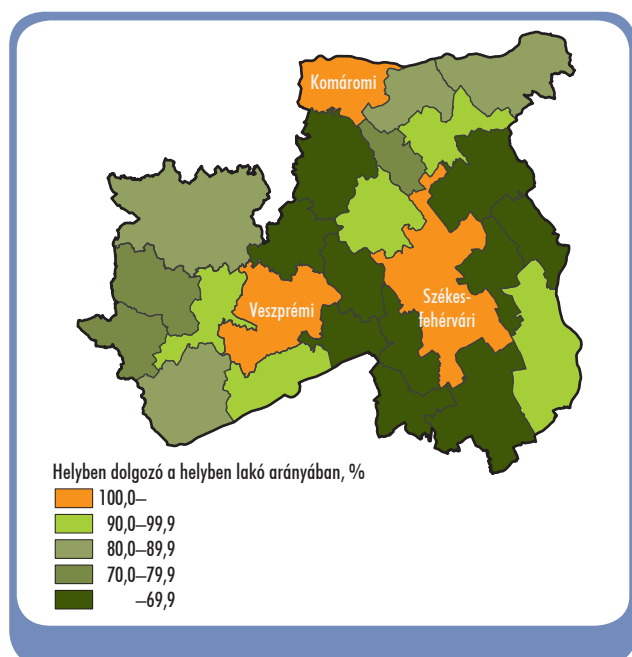 Komáromi
Veszprémi
Székes-
fehérvári
Helyben dolgozó a helyben lakó arányában, %
100,0–
90,0–99,9
80,0–89,9
70,0–79,9
–69,9